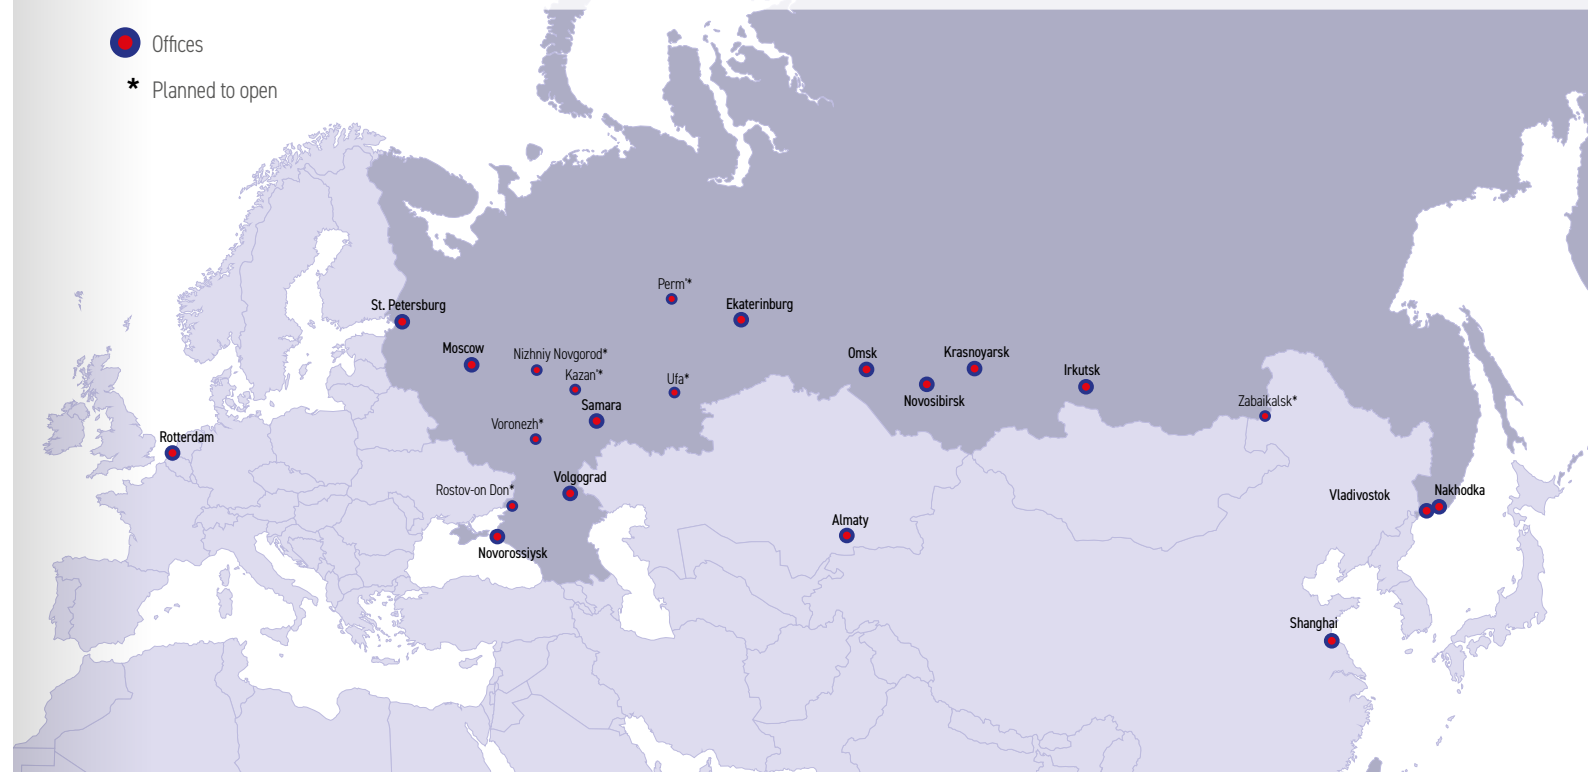 Offices
* Planned to open
Perm'*
St. Petersburg
Ekaterinburg
Moscow
Nizhniy Novgorod*
Omsk
Krasnoyarsk
Kazan'*
Ufa*
Irkutsk
Samara
Novosibirsk
Zabaikalsk*
Voronezh*
Rotterdam
Volgograd
Rostov-on Don*
Vladivostok
Nakhodka
Almaty
Novorossiysk
Shanghai